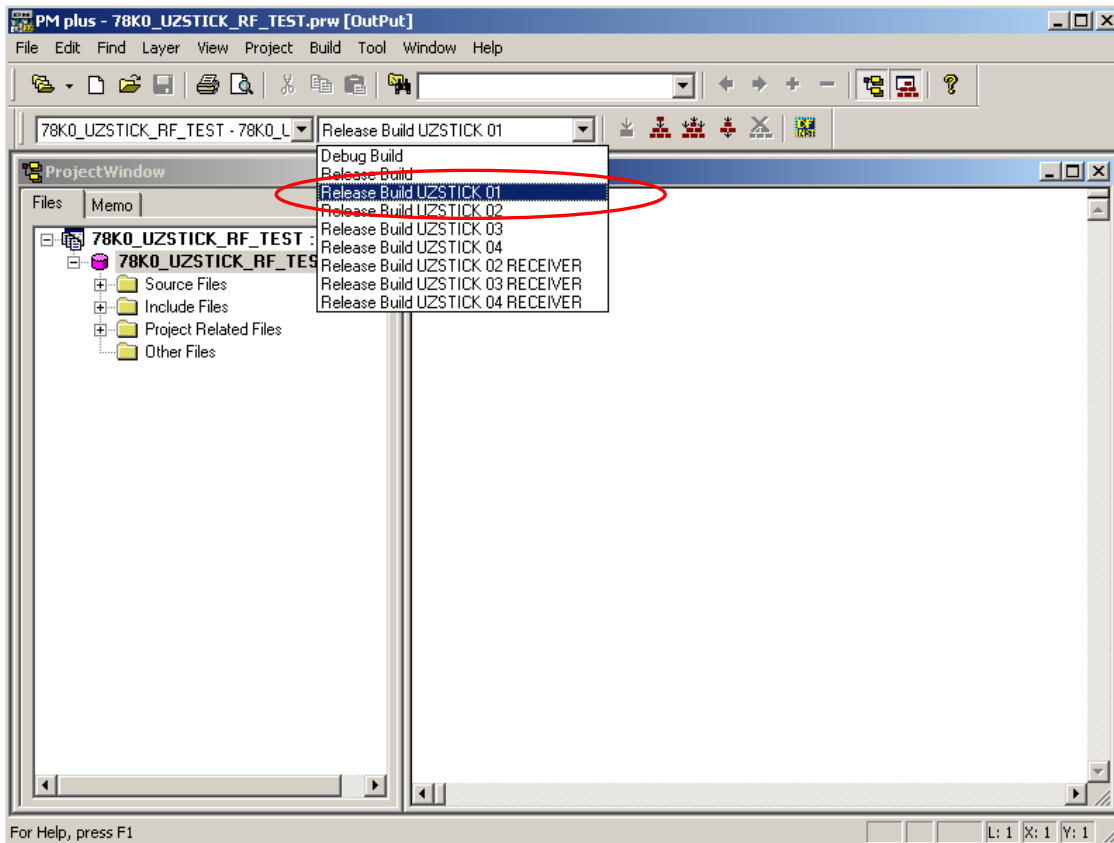 PM plus - 78K0_UZSTICK_RF_TEST.prw [OutPut]
File Edit Find Layer View Project Build Tool Window Help
78K0_UZSTICK_RF_TEST - 78K0_U Release Build UZSTICK 01
Debug Build
Release Build
Release Build UZSTICK 01
Release Build UZSTICK 02
Release Build UZSTICK 03
Release Build UZSTICK 04
Release Build UZSTICK 02 RECEIVER
Release Build UZSTICK 03 RECEIVER
Release Build UZSTICK 04 RECEIVER
ProjectWindow
Files Memo
78K0_UZSTICK_RF_TEST :
78K0_UZSTICK_RF_TES
Source Files
Include Files
Project Related Files
Other Files
For Help, press F1 L: 1 X: 1 Y: 1